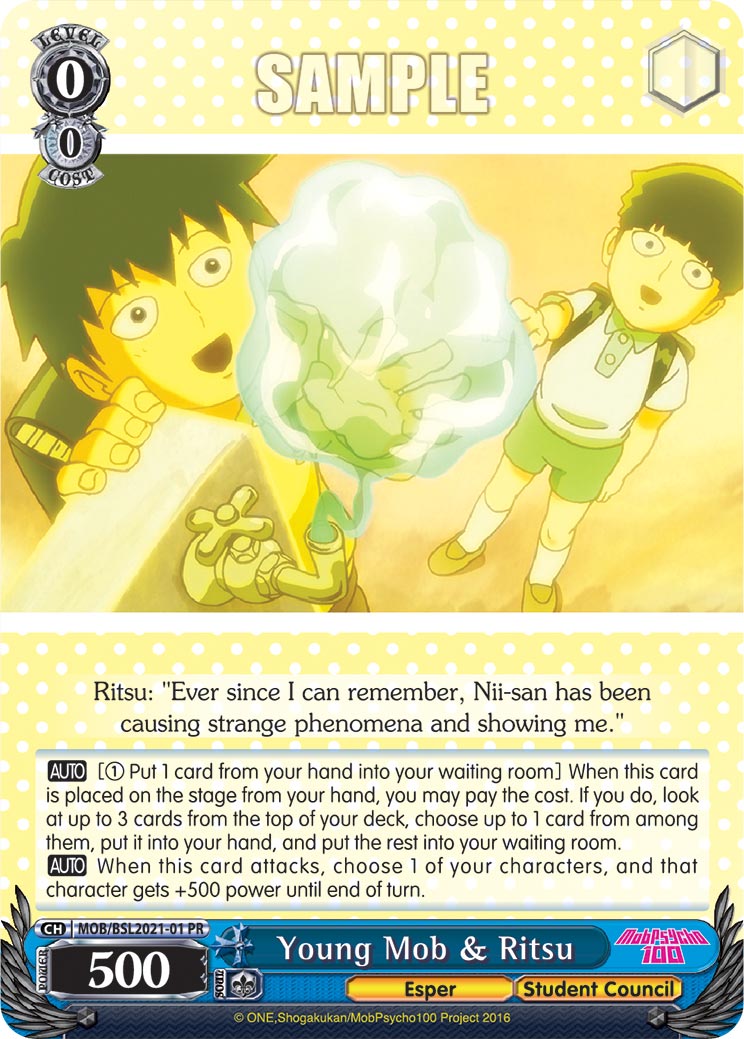 LEVEL
0
0
COST
SAMPLE
Ritsu: "Ever since I can remember, Nii-san has been
causing strange phenomena and showing me."
AUTO [① Put 1 card from your hand into your waiting room] When this card
is placed on the stage from your hand, you may pay the cost. If you do, look
at up to 3 cards from the top of your deck, choose up to 1 card from among
them, put it into your hand, and put the rest into your waiting room.
AUTO When this card attacks, choose 1 of your characters, and that
character gets +500 power until end of turn.
CH MOB/BSL2021-01 PR
POWER 500 SOUL
Young Mob & Ritsu
MobPsycho
100
Esper Student Council
© ONE,Shogakukan/MobPsycho100 Project 2016